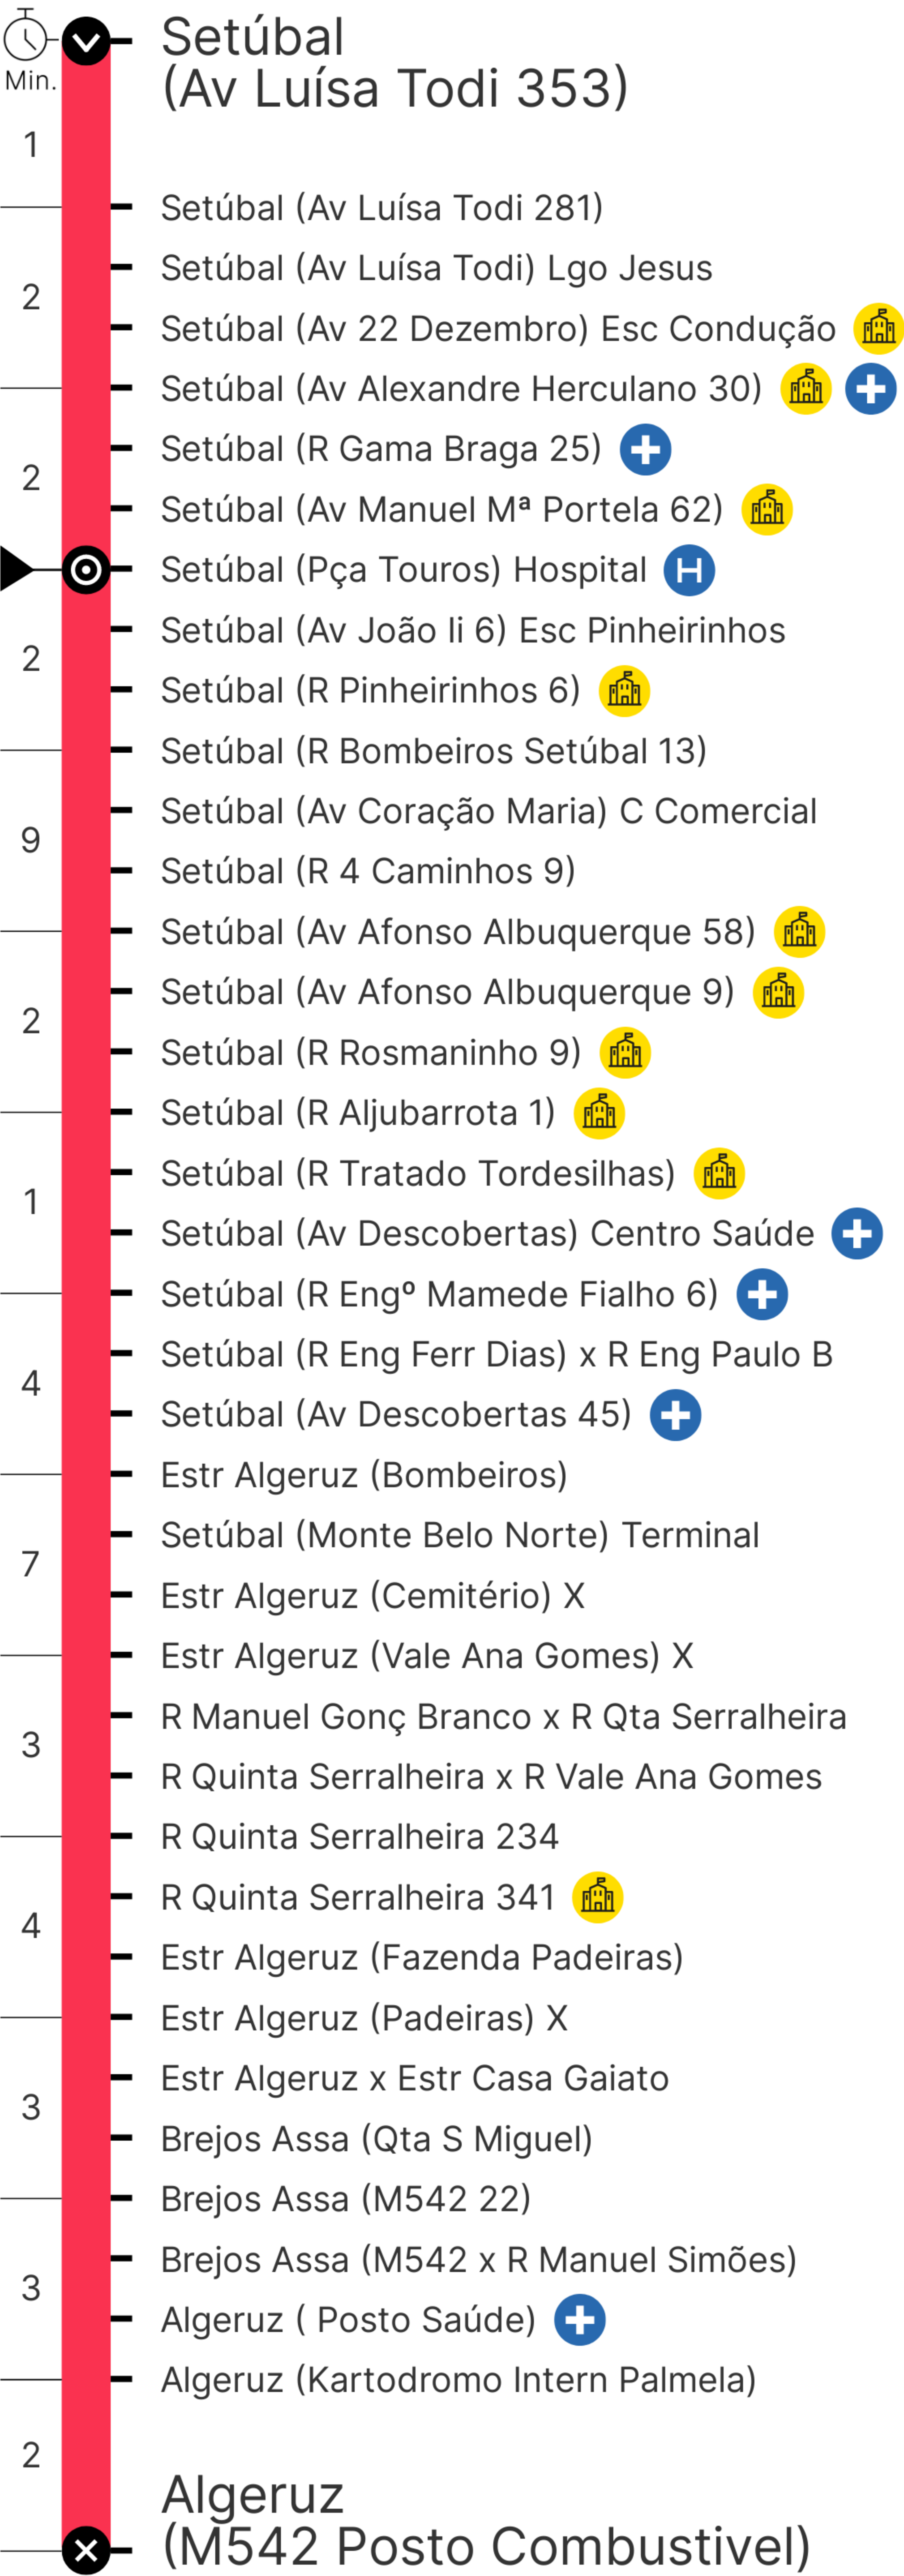 Setúbal
(Av Luísa Todi 353)
Min.
1
Setúbal (Av Luísa Todi 281)
Setúbal (Av Luísa Todi) Lgo Jesus
2
Setúbal (Av 22 Dezembro) Esc Condução
Setúbal (Av Alexandre Herculano 30)
Setúbal (R Gama Braga 25)
2
Setúbal (Av Manuel Mª Portela 62)
Setúbal (Pça Touros) Hospital H
Setúbal (Av João Ii 6) Esc Pinheirinhos
2
Setúbal (R Pinheirinhos 6)
Setúbal (R Bombeiros Setúbal 13)
Setúbal (Av Coração Maria) C Comercial
9
Setúbal (R 4 Caminhos 9)
Setúbal (Av Afonso Albuquerque 58)
Setúbal (Av Afonso Albuquerque 9)
2
Setúbal (R Rosmaninho 9)
Setúbal (R Aljubarrota 1)
Setúbal (R Tratado Tordesilhas)
1
Setúbal (Av Descobertas) Centro Saúde
Setúbal (R Engº Mamede Fialho 6)
Setúbal (R Eng Ferr Dias) x R Eng Paulo B
4
Setúbal (Av Descobertas 45)
Estr Algeruz (Bombeiros)
Setúbal (Monte Belo Norte) Terminal
7
Estr Algeruz (Cemitério) X
Estr Algeruz (Vale Ana Gomes) X
R Manuel Gonç Branco x R Qta Serralheira
3
R Quinta Serralheira x R Vale Ana Gomes
R Quinta Serralheira 234
R Quinta Serralheira 341
4
Estr Algeruz (Fazenda Padeiras)
Estr Algeruz (Padeiras) X
Estr Algeruz x Estr Casa Gaiato
3
Brejos Assa (Qta S Miguel)
Brejos Assa (M542 22)
Brejos Assa (M542 x R Manuel Simões)
3
Algeruz ( Posto Saúde)
Algeruz (Kartodromo Intern Palmela)
2
Algeruz
(M542 Posto Combustivel)